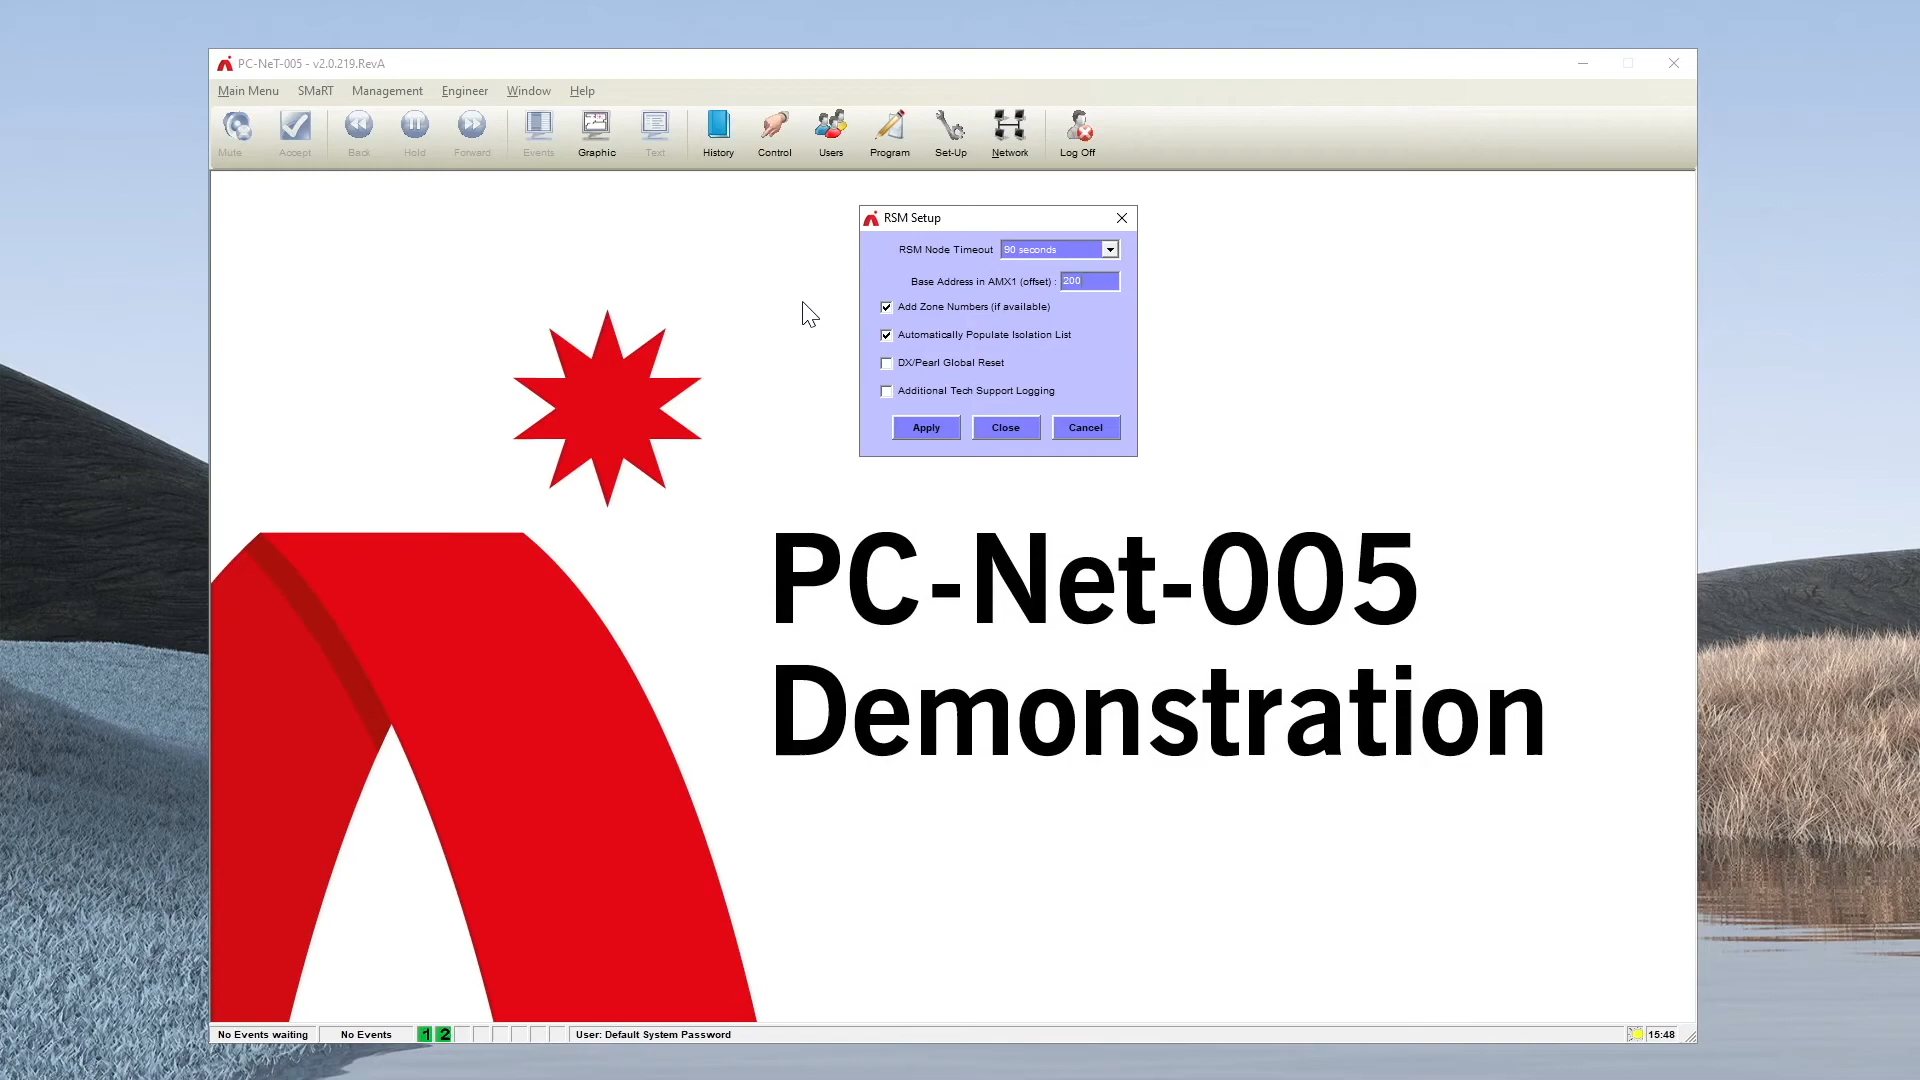 PC-NeT-005 - v2.0.219.RevA
Main Menu SMaRT Management Engineer Window Help
Mute Accept Back Hold Forward Events Graphic Text History Control Users Program Set-Up Network Log Off
RSM Setup
RSM Node Timeout 90 seconds
Base Address in AMX1 (offset) : 200
Add Zone Numbers (if available)
Automatically Populate Isolation List
DX/Pearl Global Reset
Additional Tech Support Logging
Apply Close Cancel
PC-Net-005
Demonstration
No Events waiting No Events 1 2 User: Default System Password 15:48